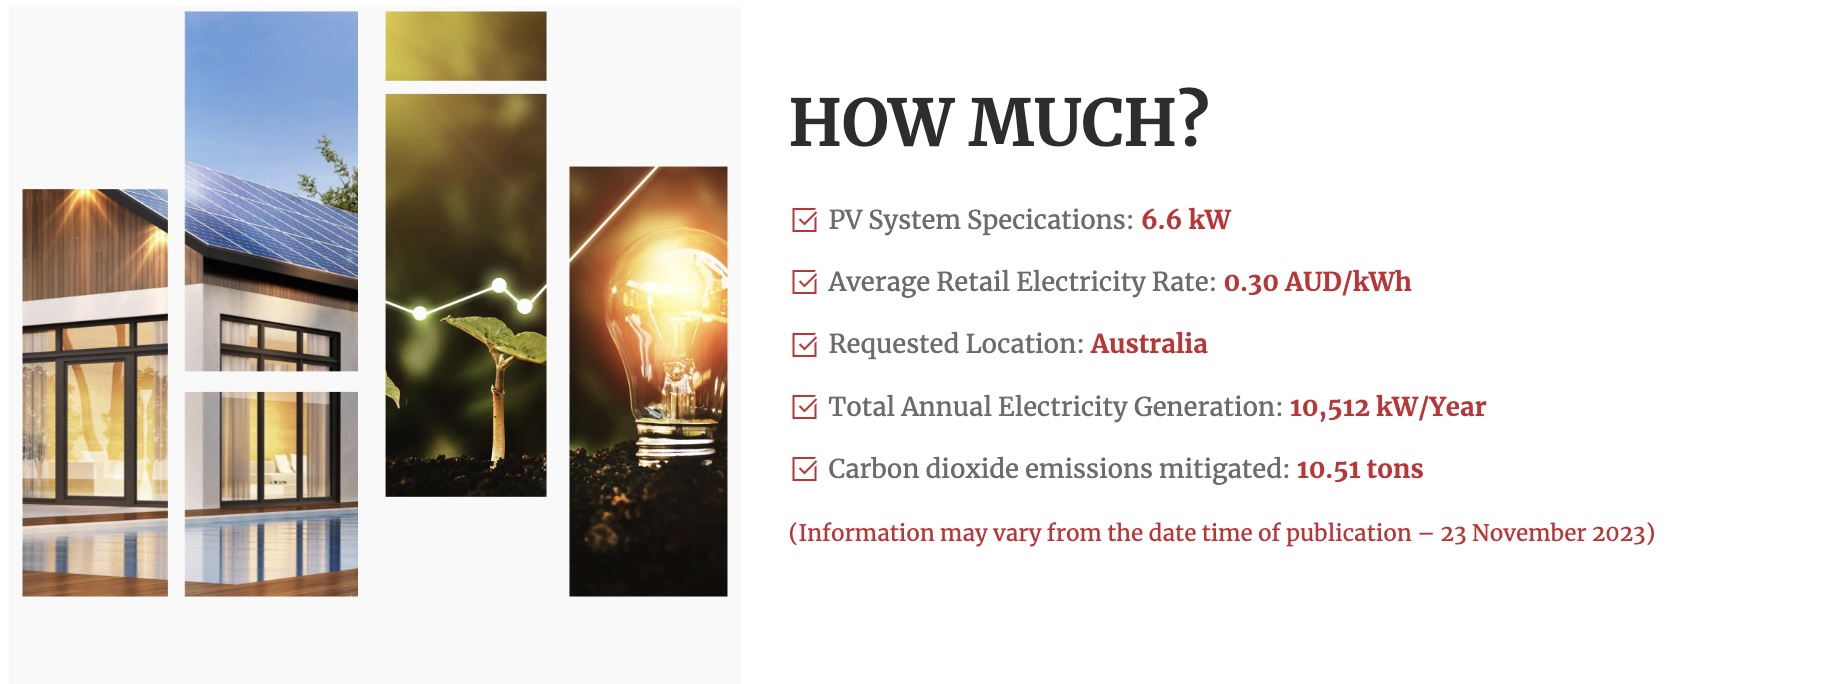 HOW MUCH?
PV System Specications: 6.6 kW
Average Retail Electricity Rate: 0.30 AUD/kWh
Requested Location: Australia
Total Annual Electricity Generation: 10,512 kW/Year
Carbon dioxide emissions mitigated: 10.51 tons
(Information may vary from the date time of publication – 23 November 2023)